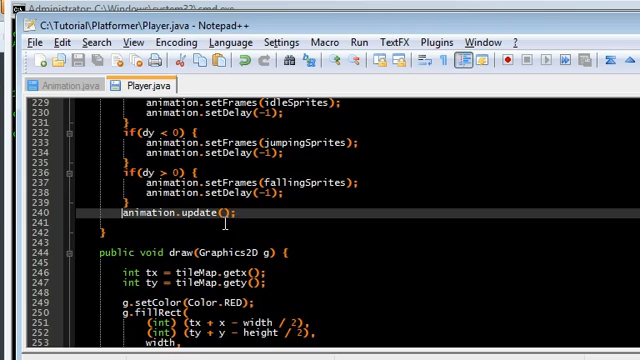 Administrator: C:\Windows\system32\cmd.exe
C:\Tutorial\Platformer\Player.java - Notepad++
File Edit Search View Encoding Language Settings Macro Run TextFX Plugins Window ?
Animation.java Player.java
229 animation.setFrames(idleSprites);
230 animation.setDelay(-1);
231 }
232 if(dy < 0) {
233 animation.setFrames(jumpingSprites);
234 animation.setDelay(-1);
235 }
236 if(dy > 0) {
237 animation.setFrames(fallingSprites);
238 animation.setDelay(-1);
239 }
240 animation.update();
241
242 }
243
244 public void draw(Graphics2D g) {
245
246 int tx = tileMap.getx();
247 int ty = tileMap.gety();
248
249 g.setColor(Color.RED);
250 g.fillRect(
251 (int) (tx + x - width / 2),
252 (int) (ty + y - height / 2),
253 width,